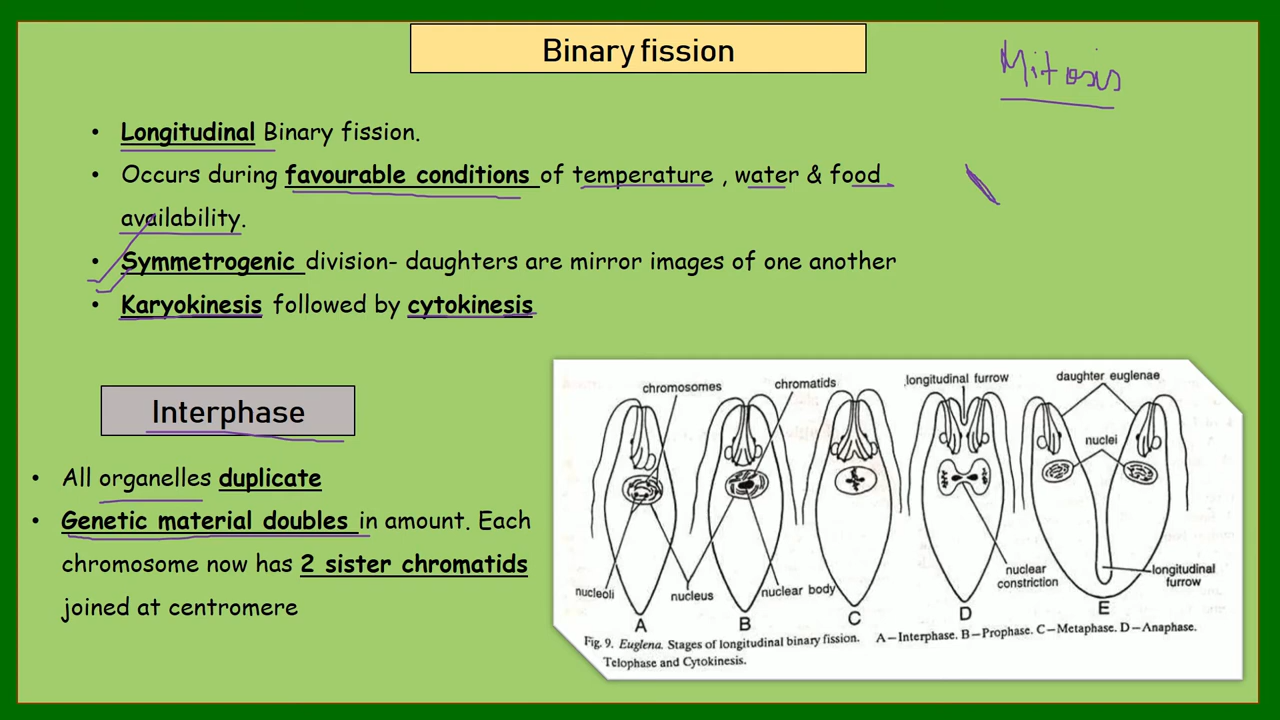 Binary fission
Mitosis
• Longitudinal Binary fission.
• Occurs during favourable conditions of temperature , water & food
availability.
• Symmetrogenic division- daughters are mirror images of one another
• Karyokinesis followed by cytokinesis
Interphase
• All organelles duplicate
• Genetic material doubles in amount. Each
chromosome now has 2 sister chromatids
joined at centromere
chromosomes
chromatids
longitudinal furrow
daughter euglenae
nuclei
nucleoli
nucleus
nuclear body
nuclear
constriction
longitudinal
furrow
A
B
C
D
E
Fig. 9. Euglena. Stages of longitudinal binary fission. A—Interphase. B—Prophase. C—Metaphase. D—Anaphase.
Telophase and Cytokinesis.